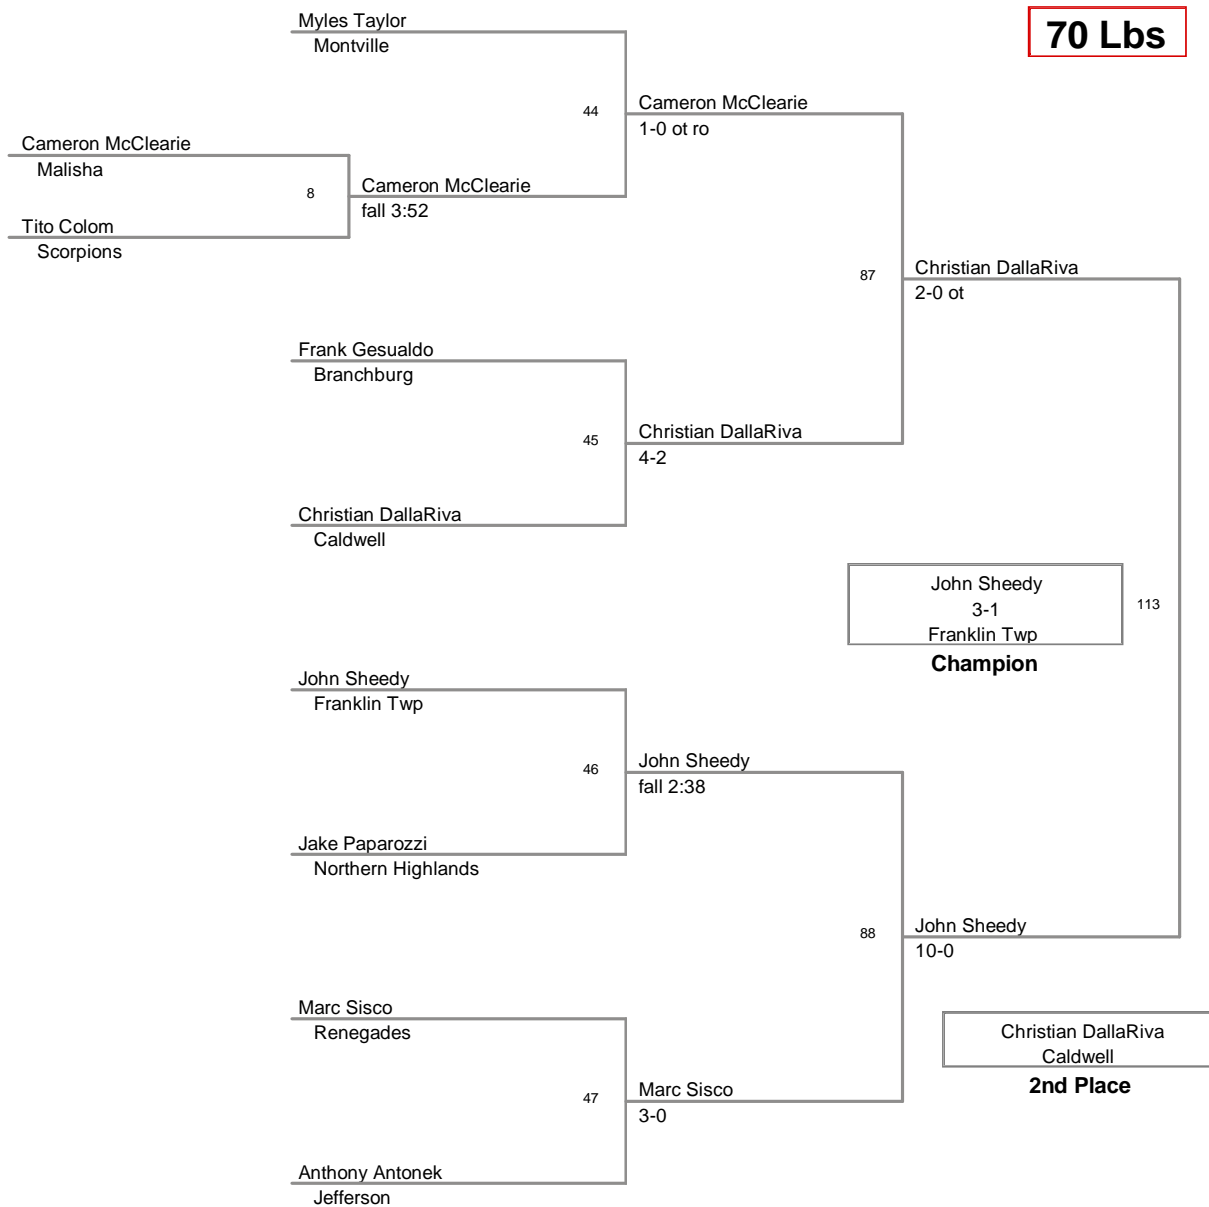 Myles Taylor
Montville
70 Lbs
44
Cameron McClearie
1-0 ot ro
Cameron McClearie
Malisha
8
Cameron McClearie
fall 3:52
Tito Colom
Scorpions
87
Christian DallaRiva
2-0 ot
Frank Gesualdo
Branchburg
45
Christian DallaRiva
4-2
Christian DallaRiva
Caldwell
John Sheedy
3-1
Franklin Twp
Champion
113
John Sheedy
Franklin Twp
46
John Sheedy
fall 2:38
Jake Paparozzi
Northern Highlands
88
John Sheedy
10-0
Marc Sisco
Renegades
Christian DallaRiva
Caldwell
2nd Place
47
Marc Sisco
3-0
Anthony Antonek
Jefferson